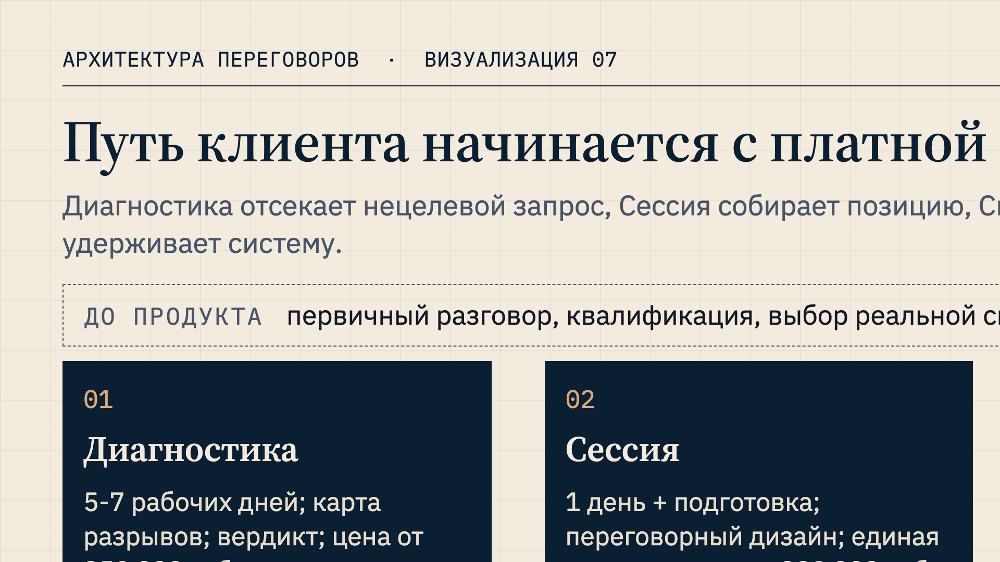 АРХИТЕКТУРА ПЕРЕГОВОРОВ · ВИЗУАЛИЗАЦИЯ 07
Путь клиента начинается с платной
Диагностика отсекает нецелевой запрос, Сессия собирает позицию,
удерживает систему.
ДО ПРОДУКТА первичный разговор, квалификация, выбор реальной
01
Диагностика
5-7 рабочих дней; карта
разрывов; вердикт; цена от
02
Сессия
1 день + подготовка;
переговорный дизайн; единая